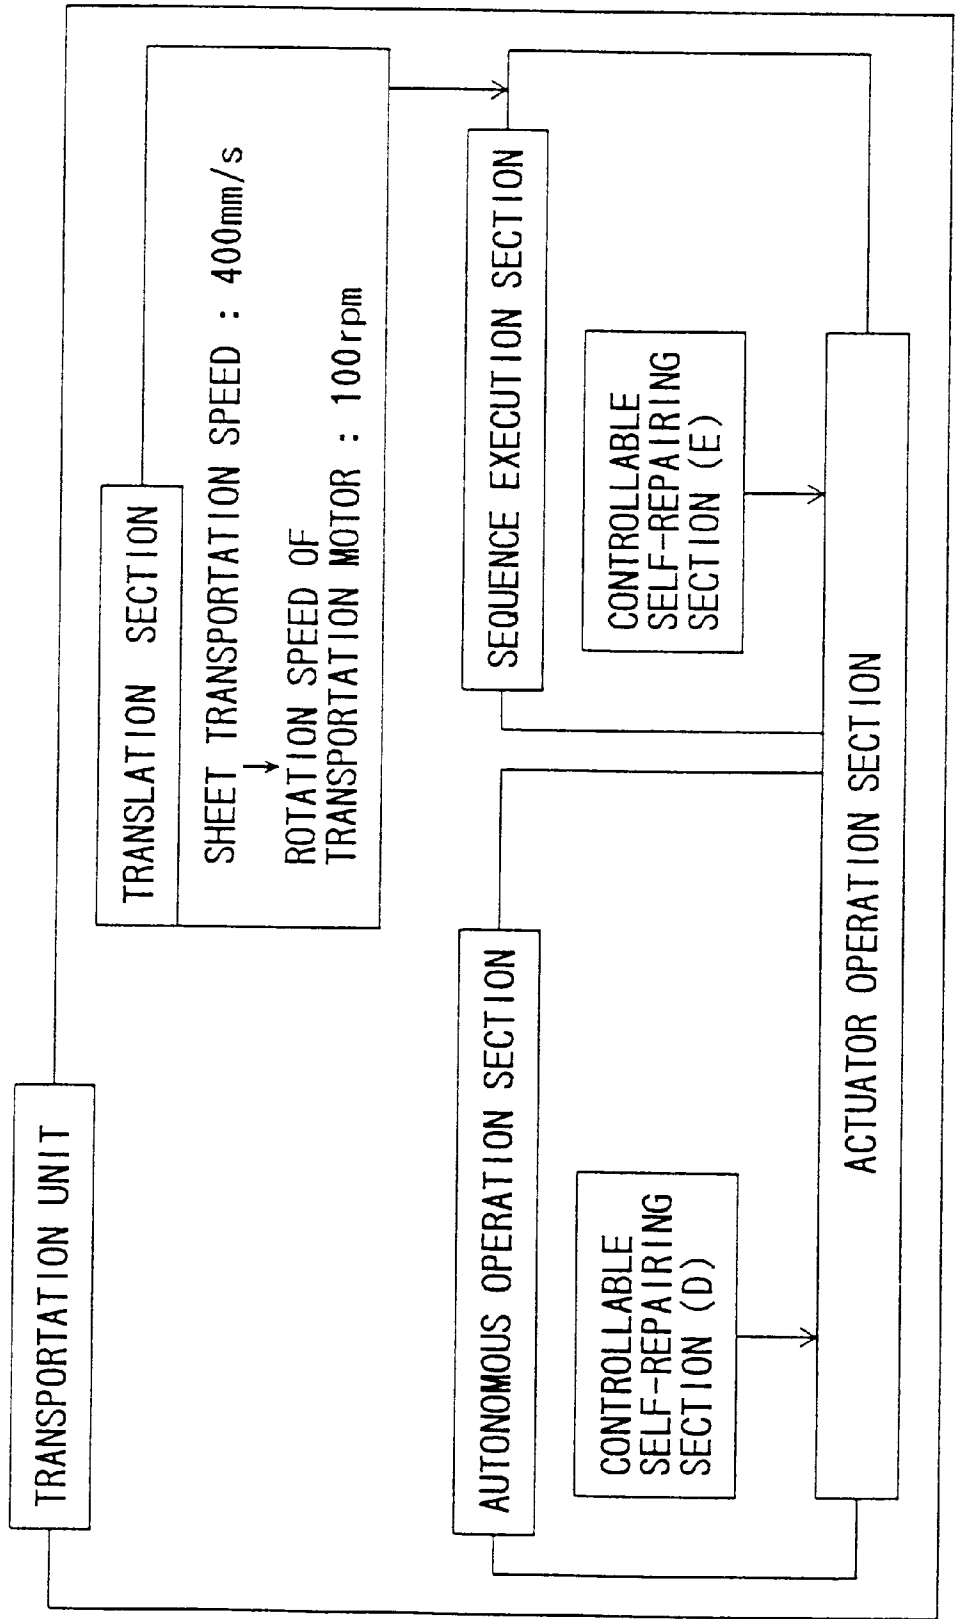 TRANSPORTATION UNIT
TRANSLATION SECTION
SHEET TRANSPORTATION SPEED : 400mm/s
↓
ROTATION SPEED OF
TRANSPORTATION MOTOR : 100rpm
AUTONOMOUS OPERATION SECTION
SEQUENCE EXECUTION SECTION
CONTROLLABLE
SELF-REPAIRING
SECTION (D)
CONTROLLABLE
SELF-REPAIRING
SECTION (E)
ACTUATOR OPERATION SECTION